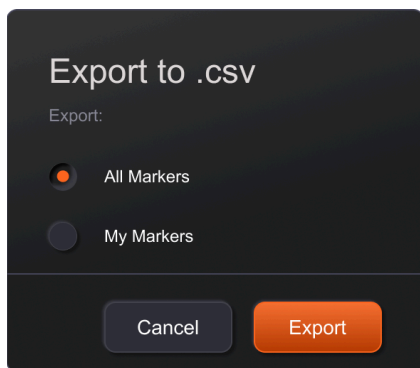 Export to .csv
Export:
All Markers
My Markers
Cancel
Export